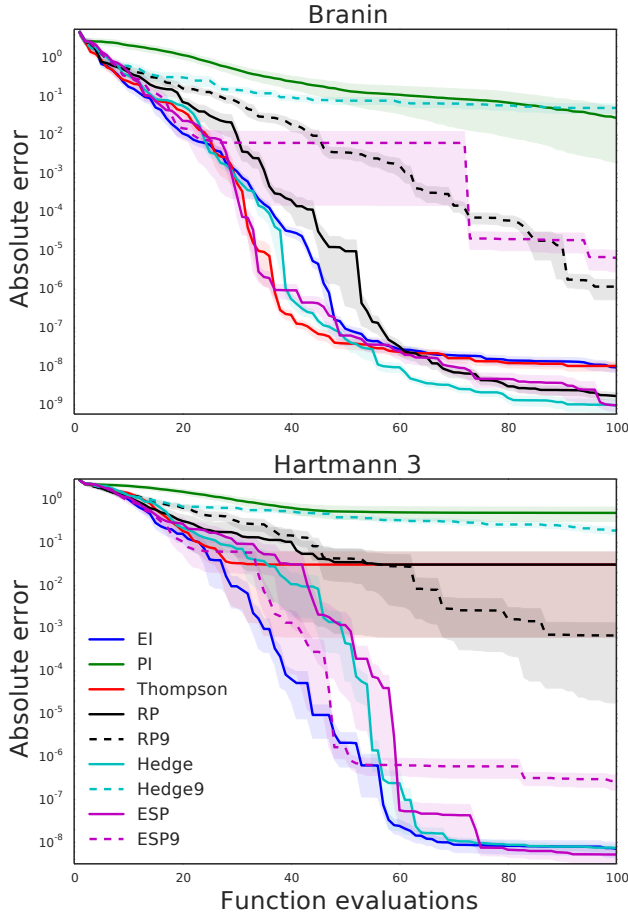 Branin
Absolute error
10^0
10^-1
10^-2
10^-3
10^-4
10^-5
10^-6
10^-7
10^-8
10^-9
0 20 40 60 80 100
Hartmann 3
Absolute error
10^0
10^-1
10^-2
10^-3
10^-4
10^-5
10^-6
10^-7
10^-8
EI
PI
Thompson
RP
RP9
Hedge
Hedge9
ESP
ESP9
0 20 40 60 80 100
Function evaluations